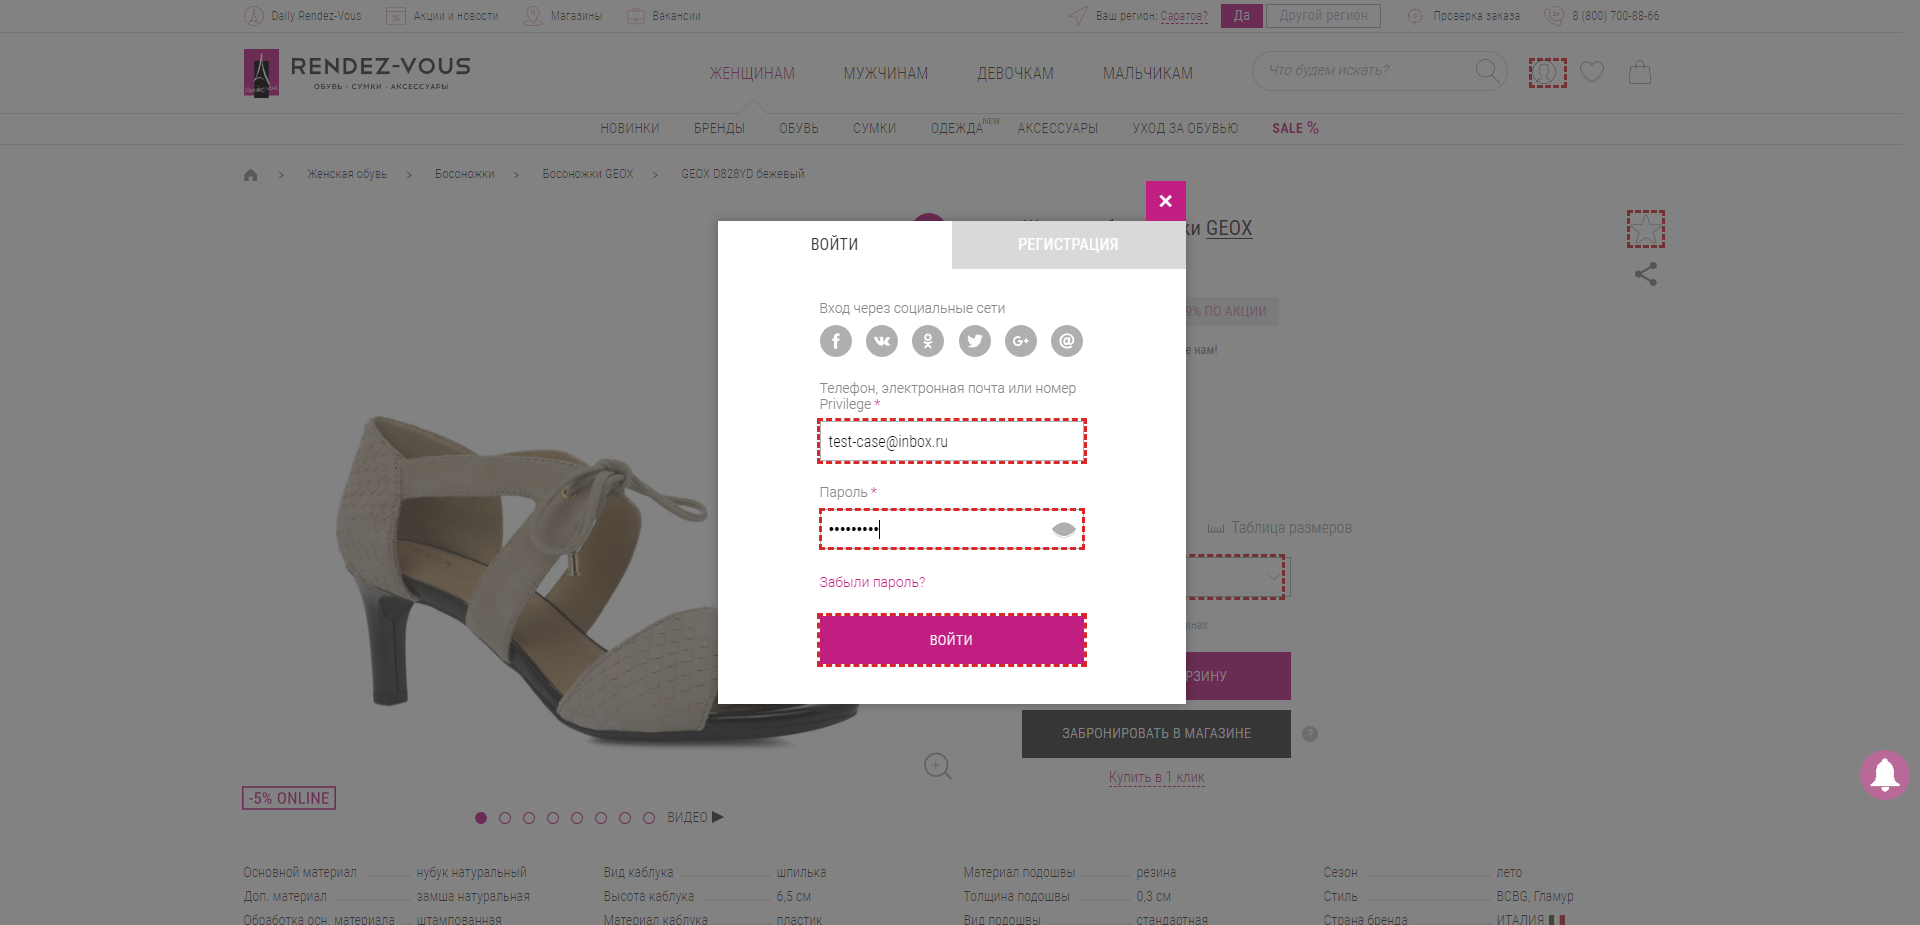 Daily Rendez-Vous
Акции и новости
Магазины
Вакансии
Ваш регион: Саратов?
Да
Другой регион
Проверка заказа
8 (800) 700-88-66
RENDEZ-VOUS
ОБУВЬ · СУМКИ · АКСЕССУАРЫ
ЖЕНЩИНАМ
МУЖЧИНАМ
ДЕВОЧКАМ
МАЛЬЧИКАМ
Что будем искать?
НОВИНКИ
БРЕНДЫ
ОБУВЬ
СУМКИ
ОДЕЖДА NEW
АКСЕССУАРЫ
УХОД ЗА ОБУВЬЮ
SALE %
> Женская обувь > Босоножки > Босоножки GEOX > GEOX D828YD бежевый
ки GEOX
ВОЙТИ
РЕГИСТРАЦИЯ
Вход через социальные сети
Телефон, электронная почта или номер
Privilege *
test-case@inbox.ru
Пароль *
•••••••••
Забыли пароль?
ВОЙТИ
9% ПО АКЦИИ
е нам!
Таблица размеров
инах
РЗИНУ
ЗАБРОНИРОВАТЬ В МАГАЗИНЕ
?
Купить в 1 клик
-5% ONLINE
ВИДЕО
Основной материал нубук натуральный
Доп. материал замша натуральная
Обработка осн. материала штампованная
Вид каблука шпилька
Высота каблука 6,5 см
Материал каблука пластик
Материал подошвы резина
Толщина подошвы 0,3 см
Вид подошвы стандартная
Сезон лето
Стиль BCBG, Гламур
Страна бренда ИТАЛИЯ